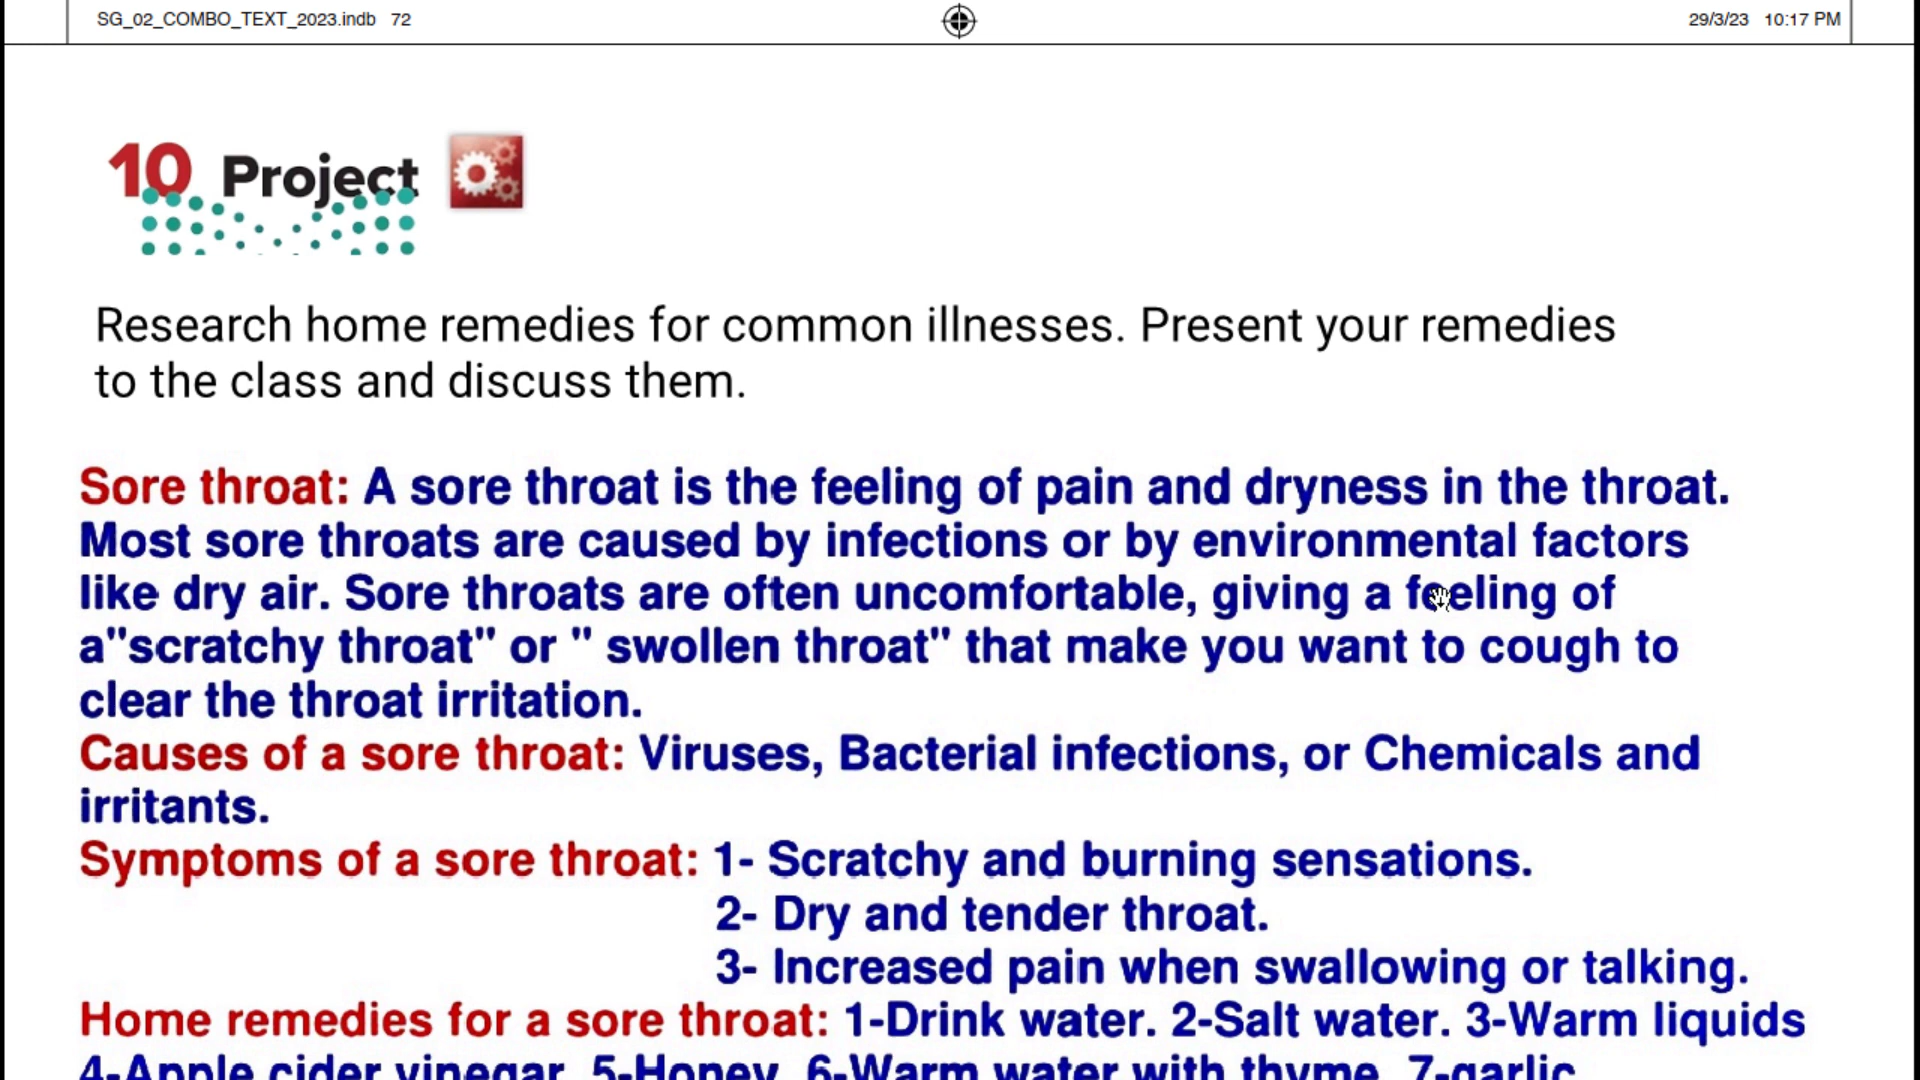 SG_02_COMBO_TEXT_2023.indb 72
29/3/23 10:17 PM
10 Project
Research home remedies for common illnesses. Present your remedies
to the class and discuss them.
Sore throat: A sore throat is the feeling of pain and dryness in the throat.
Most sore throats are caused by infections or by environmental factors
like dry air. Sore throats are often uncomfortable, giving a feeling of
a"scratchy throat" or " swollen throat" that make you want to cough to
clear the throat irritation.
Causes of a sore throat: Viruses, Bacterial infections, or Chemicals and
irritants.
Symptoms of a sore throat: 1- Scratchy and burning sensations.
2- Dry and tender throat.
3- Increased pain when swallowing or talking.
Home remedies for a sore throat: 1-Drink water. 2-Salt water. 3-Warm liquids
4-Apple cider vinegar. 5-Honey. 6-Warm water with thyme. 7-garlic